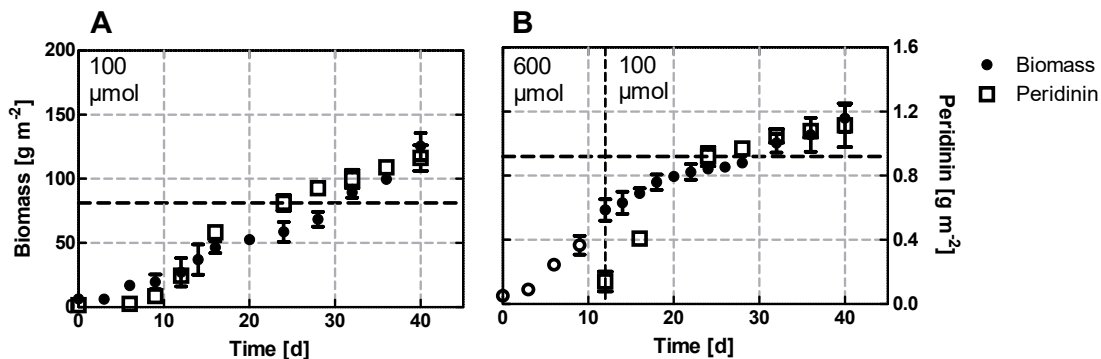 A
B
200
150
100
50
0
Biomass [g m-2]
100
µmol
0
10
20
30
40
Time [d]
600
µmol
100
µmol
0
10
20
30
40
Time [d]
1.6
1.2
0.8
0.4
0.0
Peridinin [g m-2]
Biomass
Peridinin